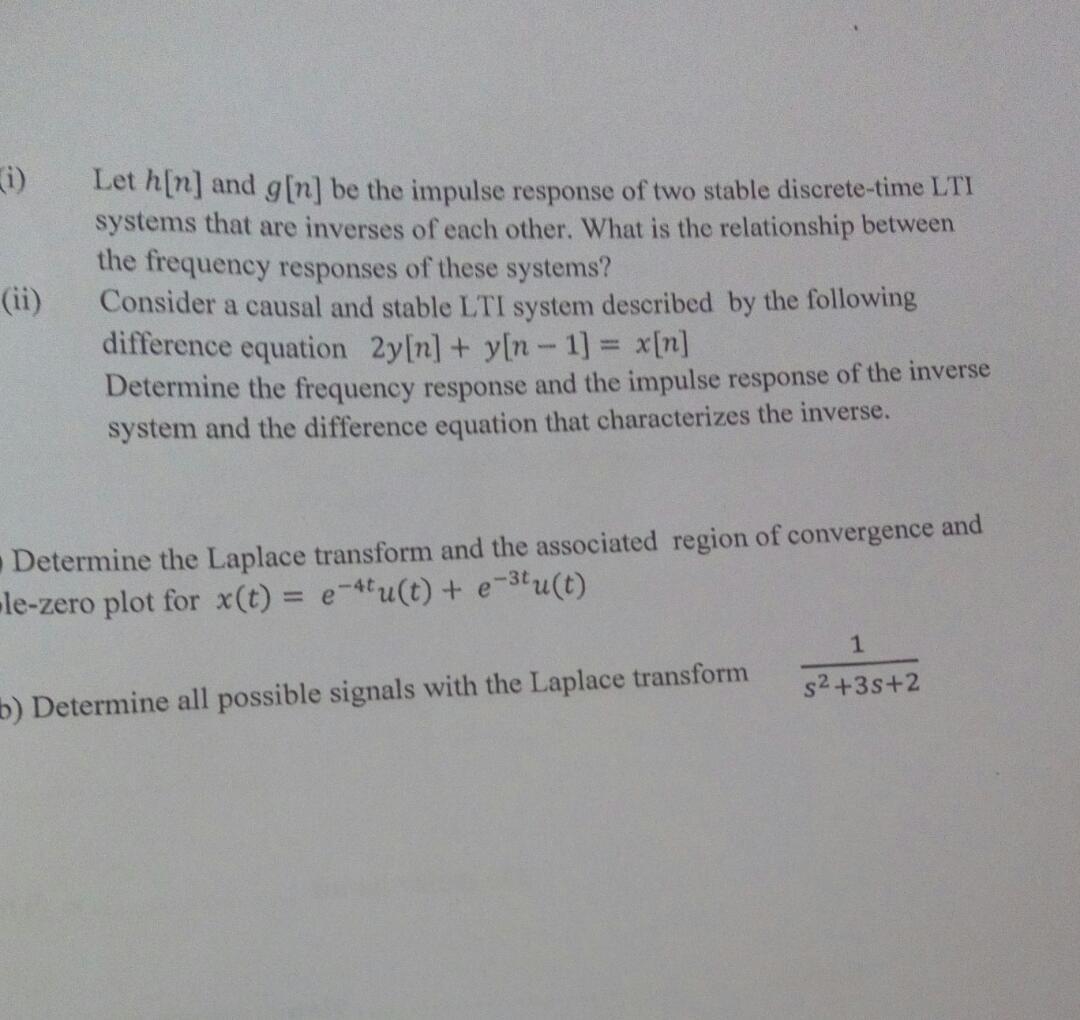 (i) Let h[n] and g[n] be the impulse response of two stable discrete-time LTI
systems that are inverses of each other. What is the relationship between
the frequency responses of these systems?
(ii) Consider a causal and stable LTI system described by the following
difference equation 2y[n] + y[n − 1] = x[n]
Determine the frequency response and the impulse response of the inverse
system and the difference equation that characterizes the inverse.
) Determine the Laplace transform and the associated region of convergence and
le-zero plot for x(t) = e⁻⁴ᵗu(t) + e⁻³ᵗu(t)
b) Determine all possible signals with the Laplace transform 1/(s²+3s+2)